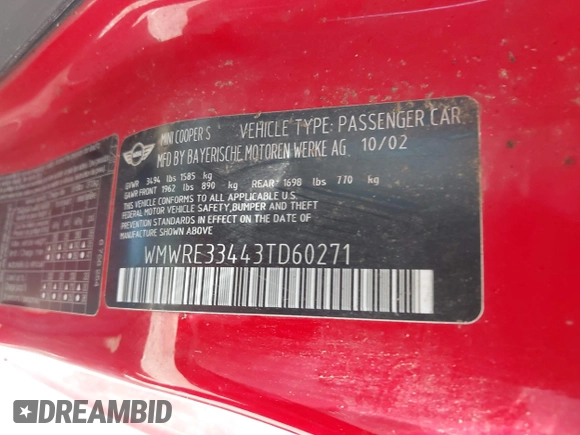 MINI COOPER S VEHICLE TYPE: PASSENGER CAR
MFD BY BAYERISCHE MOTOREN WERKE AG 10/02
GVWR 3494 lbs 1585 kg
GAWR FRONT 1962 lbs 890 kg REAR 1698 lbs 770 kg
THIS VEHICLE CONFORMS TO ALL APPLICABLE U.S.
FEDERAL MOTOR VEHICLE SAFETY, BUMPER AND THEFT
PREVENTION STANDARDS IN EFFECT ON THE DATE OF
MANUFACTURE SHOWN ABOVE
WMWRE33443TD60271
DREAMBID